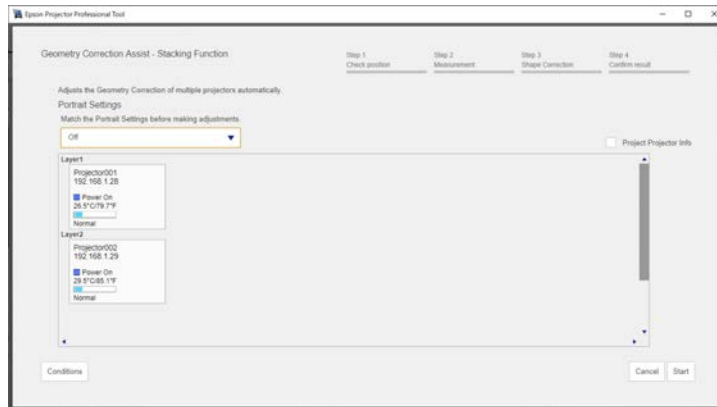 Epson Projector Professional Tool
Geometry Correction Assist - Stacking Function
Step 1
Check position
Step 2
Measurement
Step 3
Shape Correction
Step 4
Confirm result
Adjusts the Geometry Correction of multiple projectors automatically.
Portrait Settings
Match the Portrait Settings before making adjustments.
Off
Project Projector Info
Layer1
Projector001
192.168.1.28
Power On
26.5°C/79.7°F
Normal
Layer2
Projector002
192.168.1.29
Power On
29.5°C/85.1°F
Normal
Conditions
Cancel
Start